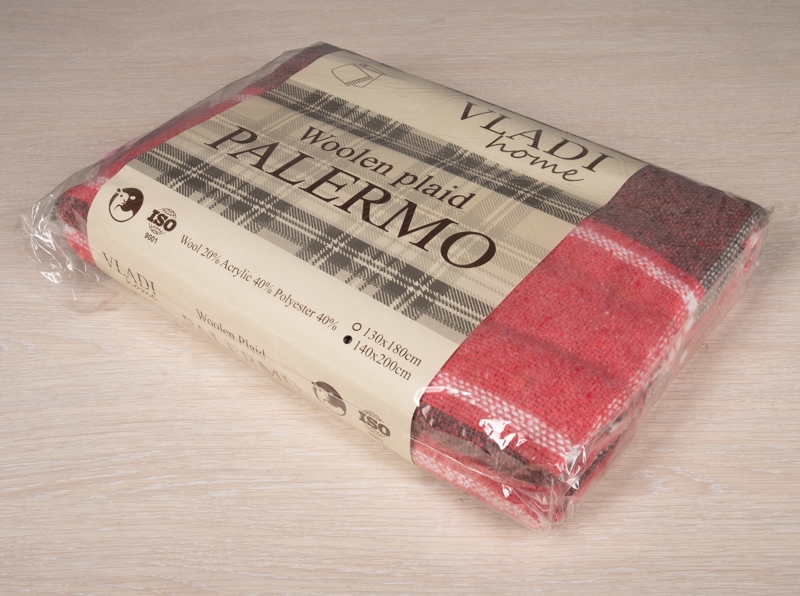 VLADI
home
Woolen plaid
PALERMO
ISO
9001
Wool 20% Acrylic 40% Polyester 40%
130x180cm
140x200cm
VLADI
home
Woolen Plaid
PALERMO
ISO